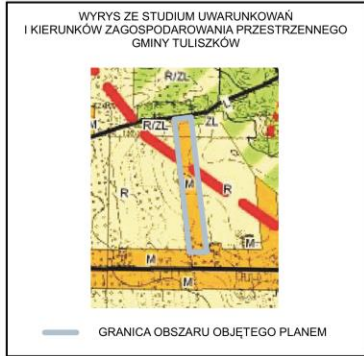 WYRYS ZE STUDIUM UWARUNKOWAŃ
I KIERUNKÓW ZAGOSPODAROWANIA PRZESTRZENNEGO
GMINY TULISZKÓW
R/ZL
M
R/ZL
ZL
R
M
R
M
M
M
GRANICA OBSZARU OBJĘTEGO PLANEM